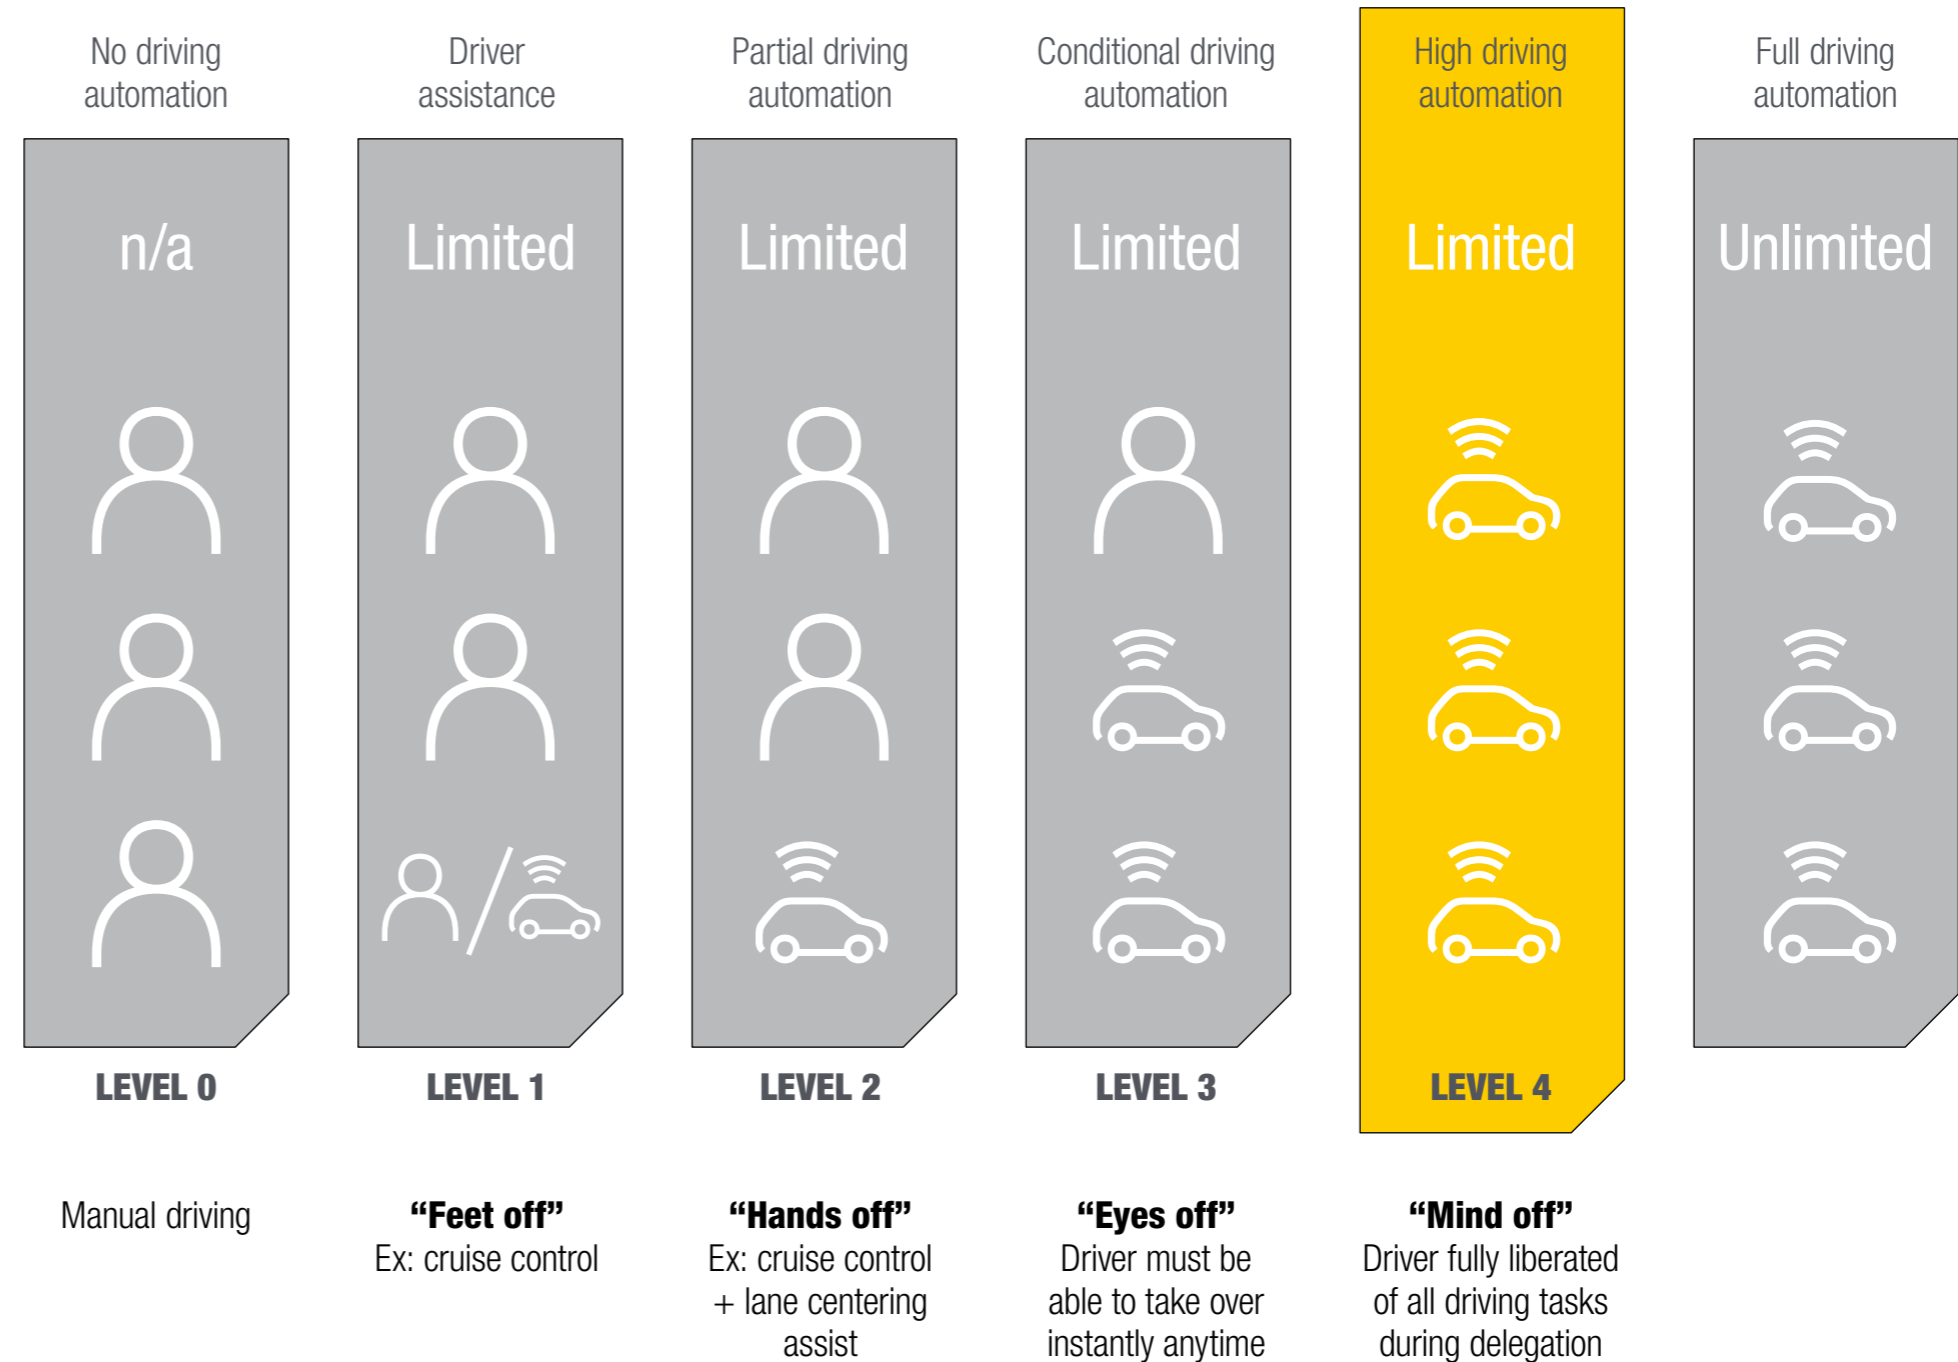 No driving
automation
Driver
assistance
Partial driving
automation
Conditional driving
automation
High driving
automation
Full driving
automation
n/a
Limited
Limited
Limited
Limited
Unlimited
LEVEL 0
LEVEL 1
LEVEL 2
LEVEL 3
LEVEL 4
Manual driving
“Feet off”
Ex: cruise control
“Hands off”
Ex: cruise control
+ lane centering
assist
“Eyes off”
Driver must be
able to take over
instantly anytime
“Mind off”
Driver fully liberated
of all driving tasks
during delegation